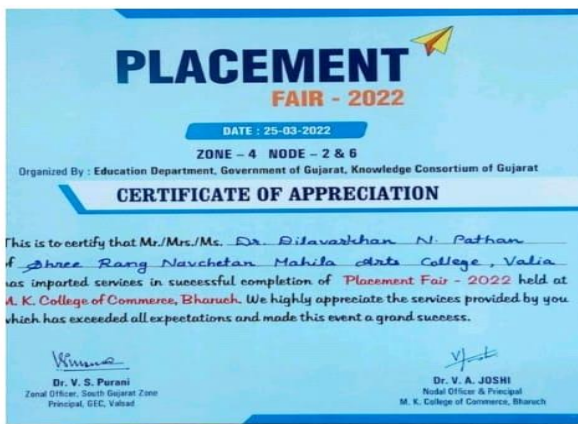 PLACEMENT
FAIR - 2022
DATE : 25-03-2022
ZONE – 4 NODE – 2 & 6
Organized By : Education Department, Government of Gujarat, Knowledge Consortium of Gujarat
CERTIFICATE OF APPRECIATION
This is to certify that Mr./Mrs./Ms. Dr. Dilavarkhan N. Pathan
of Shree Rang Navchetan Mahila Arts College, Valia
has imparted services in successful completion of Placement Fair - 2022 held at
M. K. College of Commerce, Bharuch. We highly appreciate the services provided by you
which has exceeded all expectations and made this event a grand success.
Dr. V. S. Purani
Zonal Officer, South Gujarat Zone
Principal, GEC, Valsad
Dr. V. A. JOSHI
Nodal Officer & Principal
M. K. College of Commerce, Bharuch